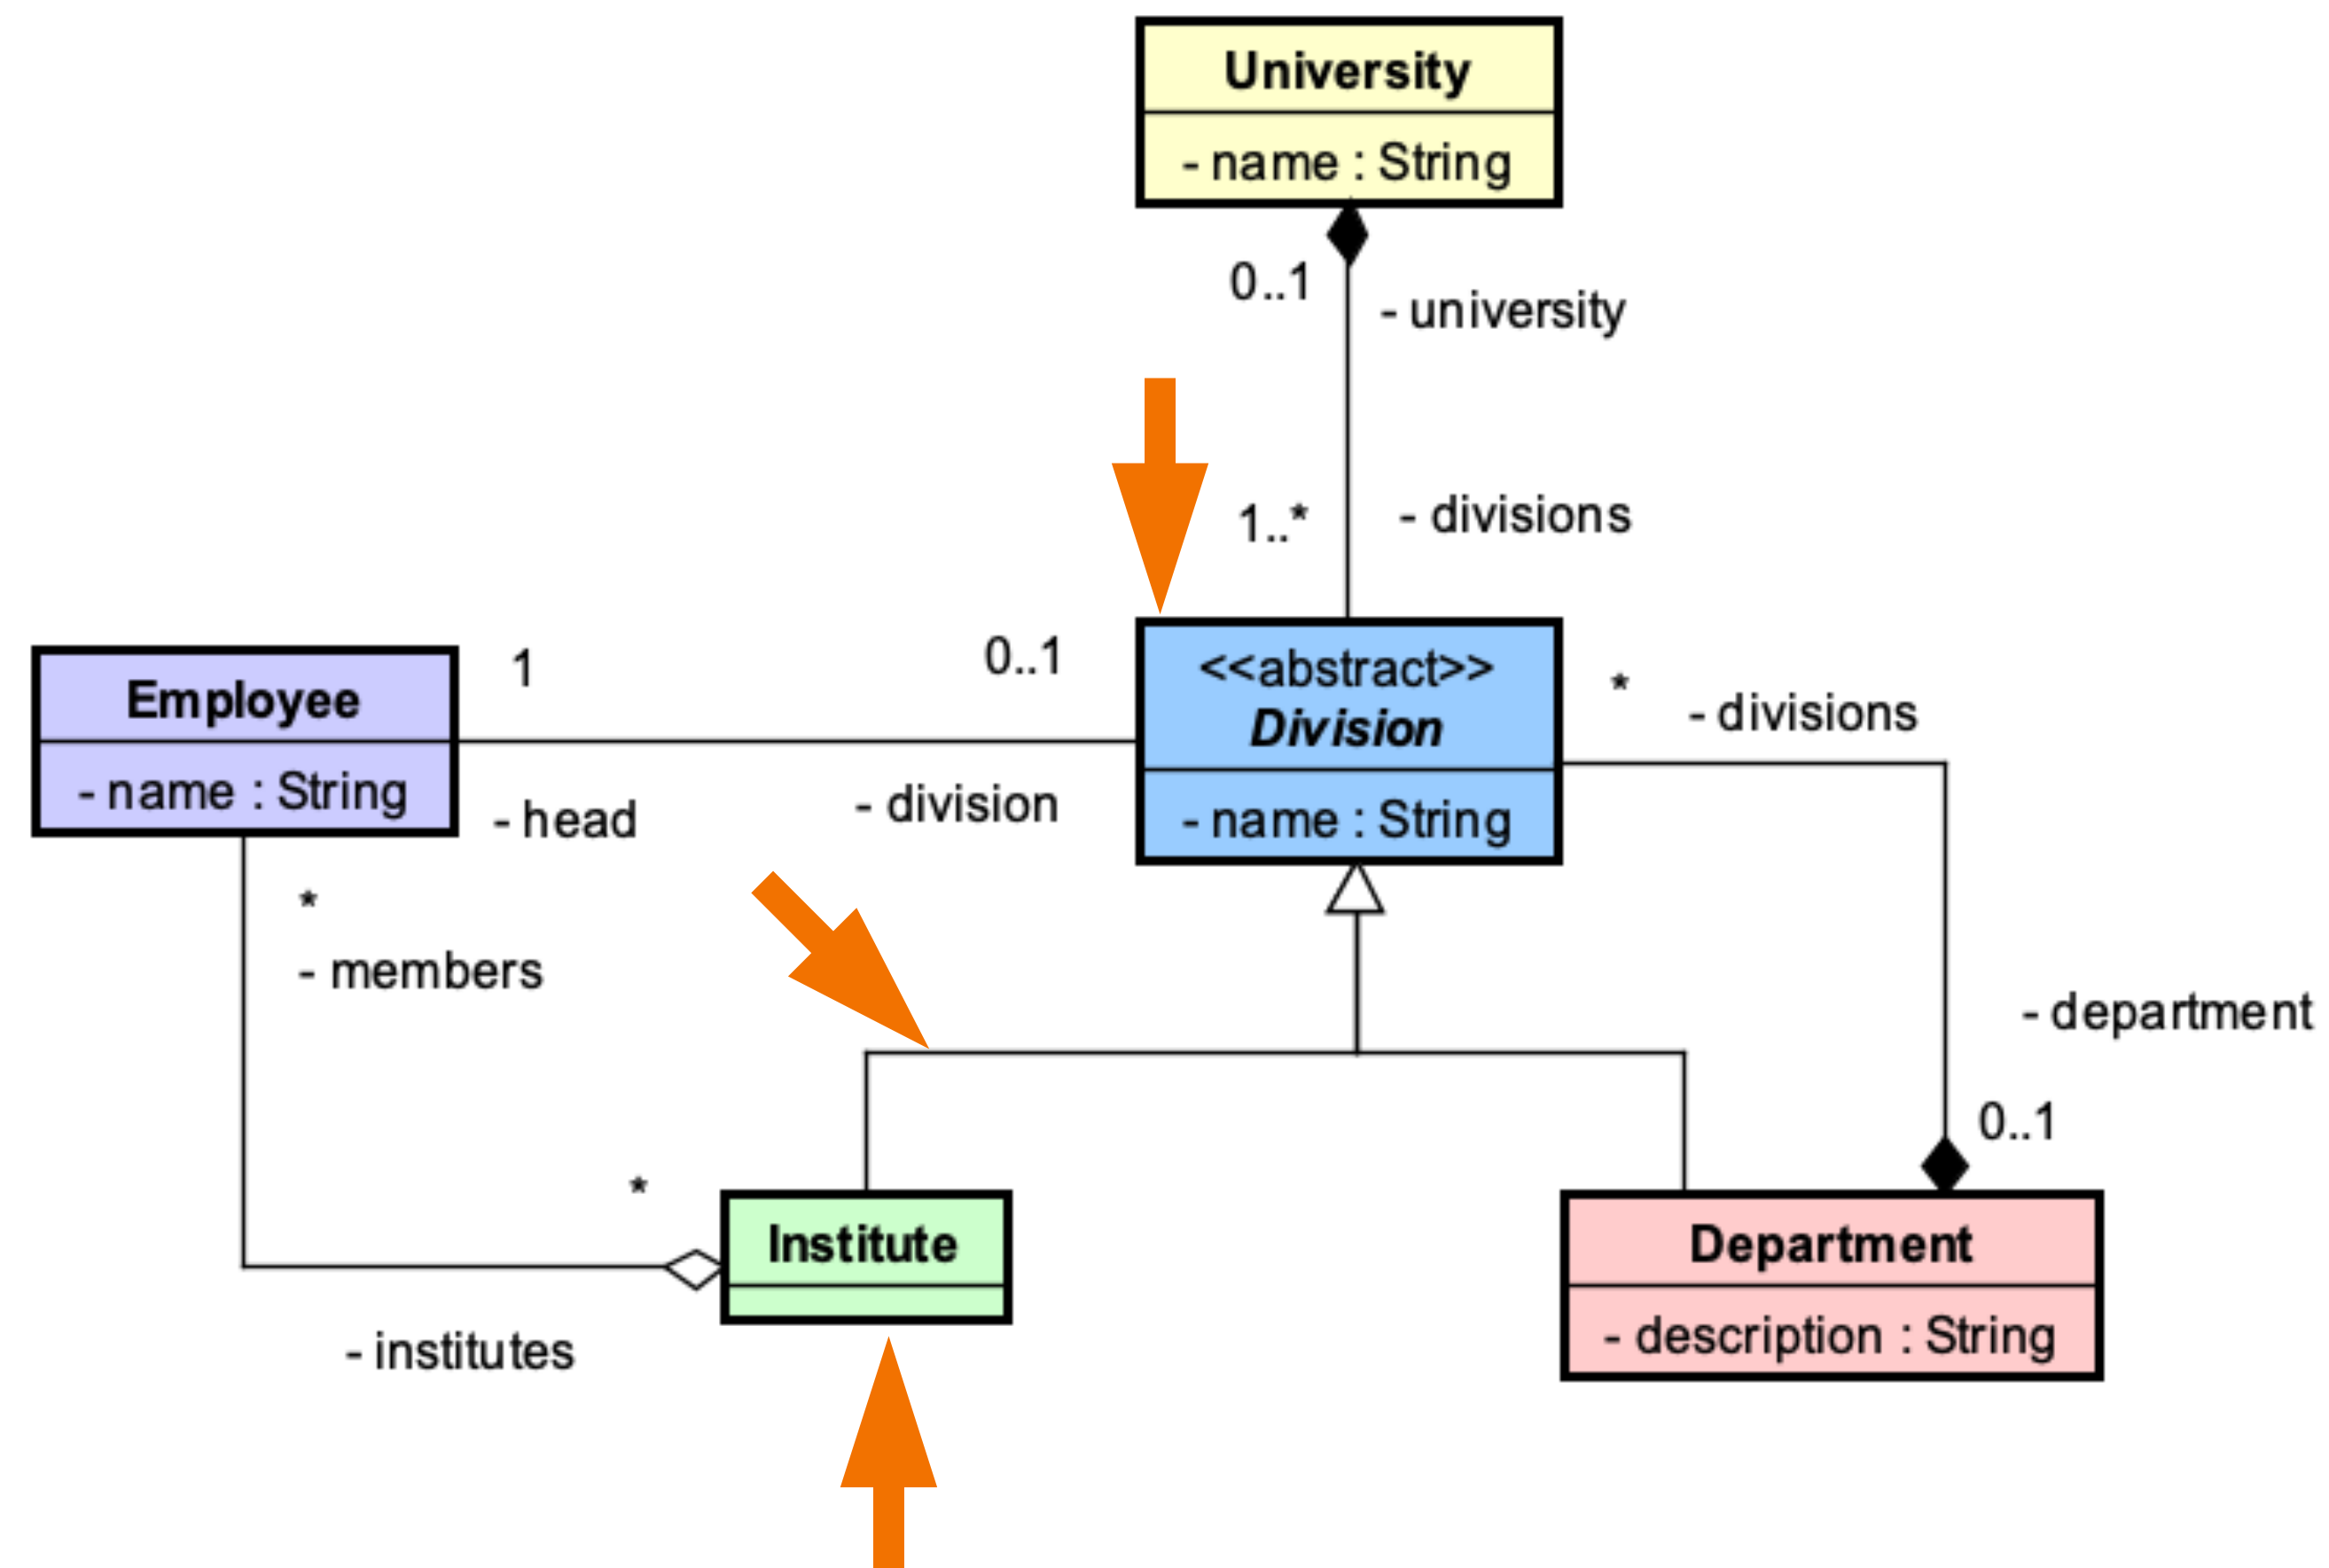 University
- name : String
0..1
- university
1..*
- divisions
Employee
- name : String
1
0..1
- head
- division
<<abstract>>
Division
- name : String
*
- divisions
*
- members
- department
0..1
*
- institutes
Institute
Department
- description : String